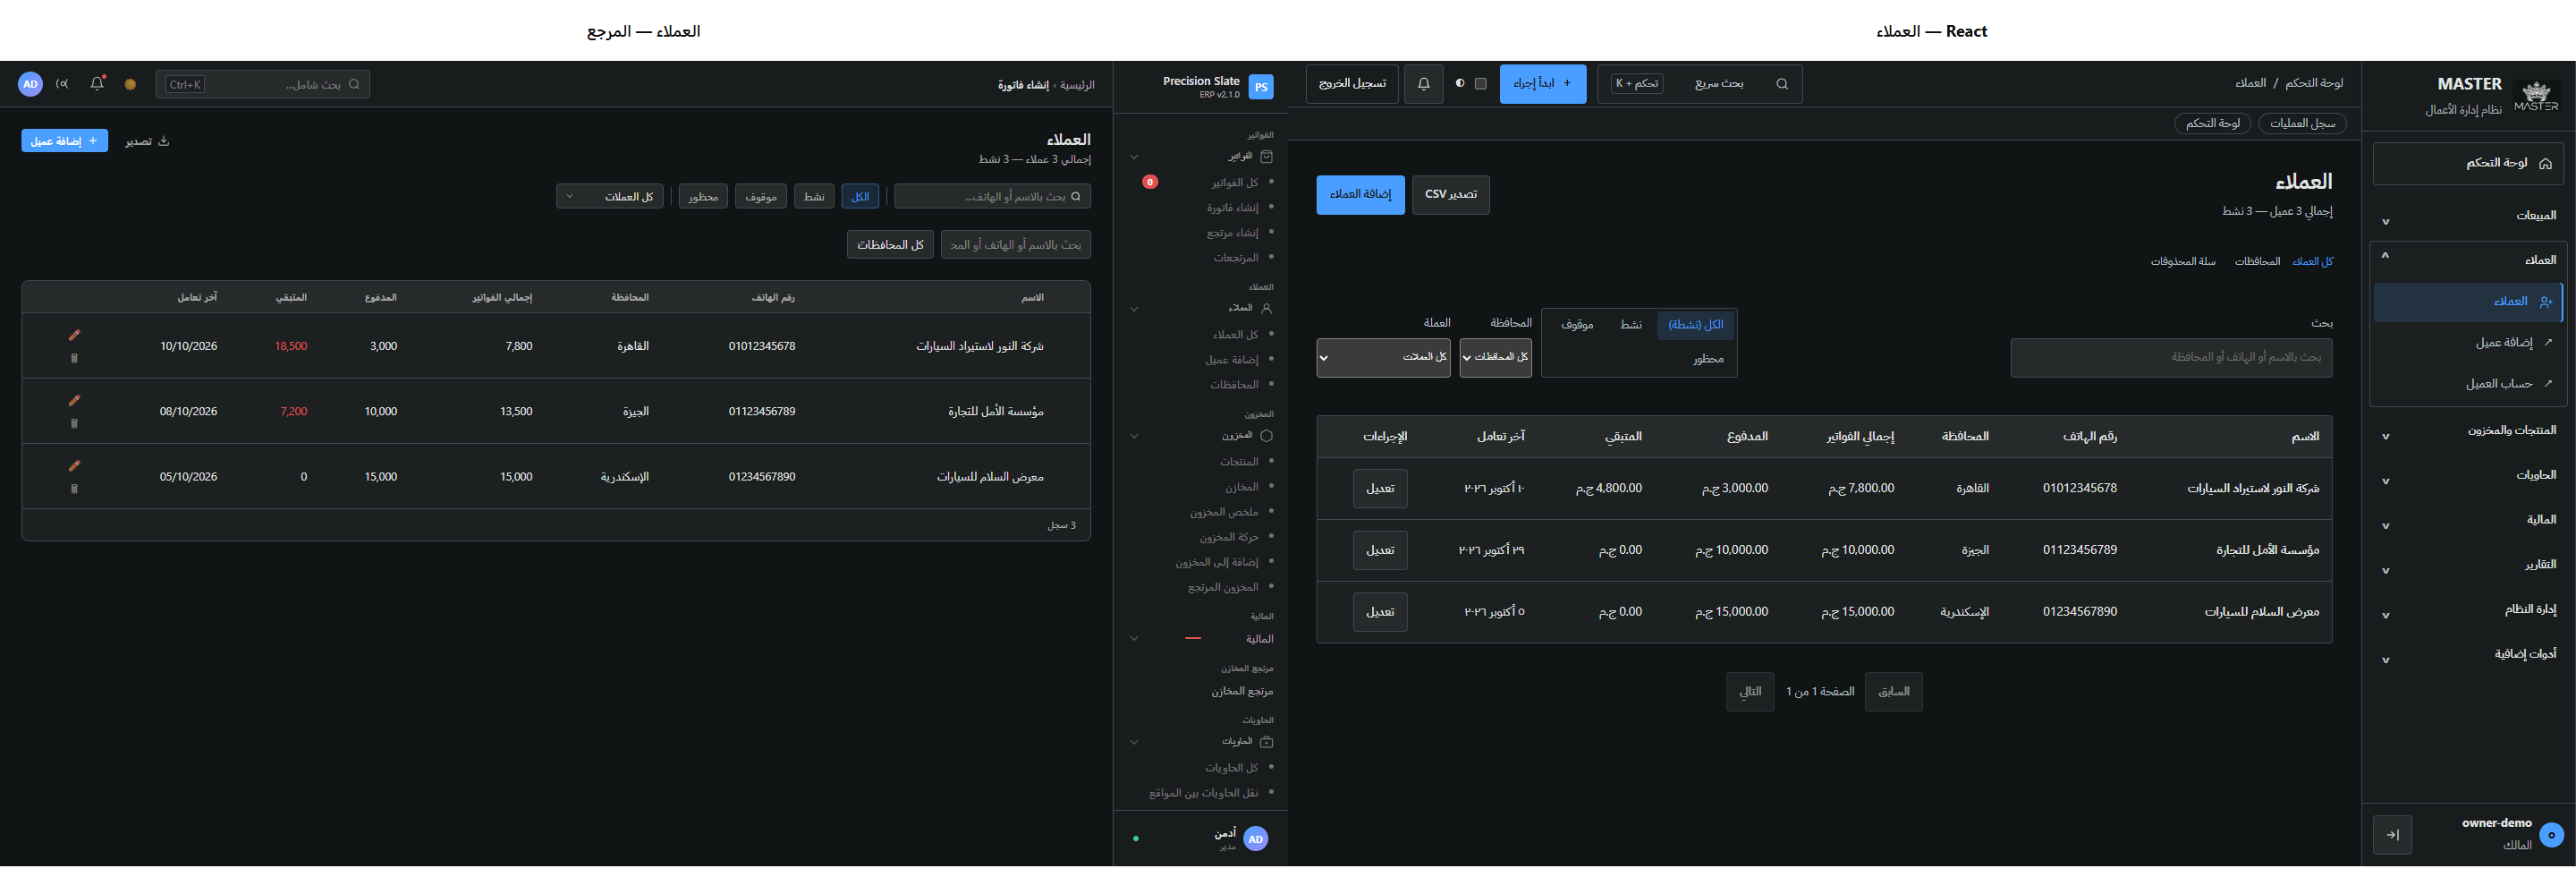 React — العملاء
MASTER
نظام إدارة الأعمال
لوحة التحكم
المبيعات
العملاء
العملاء
إضافة عميل
حساب العميل
المنتجات والمخزون
الحاويات
المالية
التقارير
إدارة النظام
أدوات إضافية
owner-demo
المالك
لوحة التحكم / العملاء
بحث سريع تحكم + K
+ ابدأ إجراء
تسجيل الخروج
سجل العمليات لوحة التحكم
العملاء
إجمالي 3 عميل — 3 نشط
تصدير CSV إضافة العملاء
كل العملاء المحافظات سلة المحذوفات
بحث
بحث بالاسم أو الهاتف أو المحافظة
الكل (نشطة) نشط موقوف
محظور
المحافظة
كل المحافظات
العملة
كل العملات
الاسم رقم الهاتف المحافظة إجمالي الفواتير المدفوع المتبقي آخر تعامل الإجراءات
شركة النور لاستيراد السيارات 01012345678 القاهرة 7,800.00 ج.م 3,000.00 ج.م 4,800.00 ج.م ١٠ أكتوبر ٢٠٢٦ تعديل
مؤسسة الأمل للتجارة 01123456789 الجيزة 10,000.00 ج.م 10,000.00 ج.م 0.00 ج.م ٢٩ أكتوبر ٢٠٢٦ تعديل
معرض السلام للسيارات 01234567890 الإسكندرية 15,000.00 ج.م 15,000.00 ج.م 0.00 ج.م ٥ أكتوبر ٢٠٢٦ تعديل
السابق الصفحة 1 من 1 التالي
العملاء — المرجع
PS
Precision Slate
ERP v2.1.0
الفواتير
الفواتير
كل الفواتير 0
إنشاء فاتورة
إنشاء مرتجع
المرتجعات
العملاء
العملاء
كل العملاء
إضافة عميل
المحافظات
المخزون
المخزون
المنتجات
المخازن
ملخص المخزون
حركة المخزون
إضافة إلى المخزون
المخزون المرتجع
المالية
المالية
مرتجع المخازن
مرتجع المخازن
الحاويات
الحاويات
كل الحاويات
نقل الحاويات بين المواقع
AD
أدمن
مدير
الرئيسية › إنشاء فاتورة
بحث شامل... Ctrl+K
AD
العملاء
إجمالي 3 عملاء — 3 نشط
تصدير
+ إضافة عميل
بحث بالاسم أو الهاتف... الكل نشط موقوف محظور كل العملات
بحث بالاسم أو الهاتف أو المح كل المحافظات
الاسم رقم الهاتف المحافظة إجمالي الفواتير المدفوع المتبقي آخر تعامل
شركة النور لاستيراد السيارات 01012345678 القاهرة 7,800 3,000 18,500 10/10/2026
مؤسسة الأمل للتجارة 01123456789 الجيزة 13,500 10,000 7,200 08/10/2026
معرض السلام للسيارات 01234567890 الإسكندرية 15,000 15,000 0 05/10/2026
3 سجل